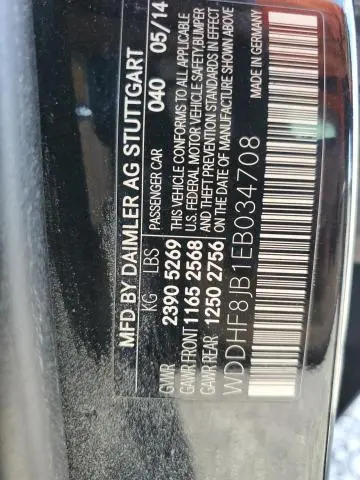 MFD BY DAIMLER AG STUTTGART
KG LBS PASSENGER CAR 040 05/14
GVWR 2390 5269 THIS VEHICLE CONFORMS TO ALL APPLICABLE
GAWR FRONT 1165 2568 U.S. FEDERAL MOTOR VEHICLE SAFETY, BUMPER
GAWR REAR 1250 2756 AND THEFT PREVENTION STANDARDS IN EFFECT
ON DATE OF MANUFACTURE SHOWN ABOVE
WDDHF8JB1EB034708 MADE IN GERMANY